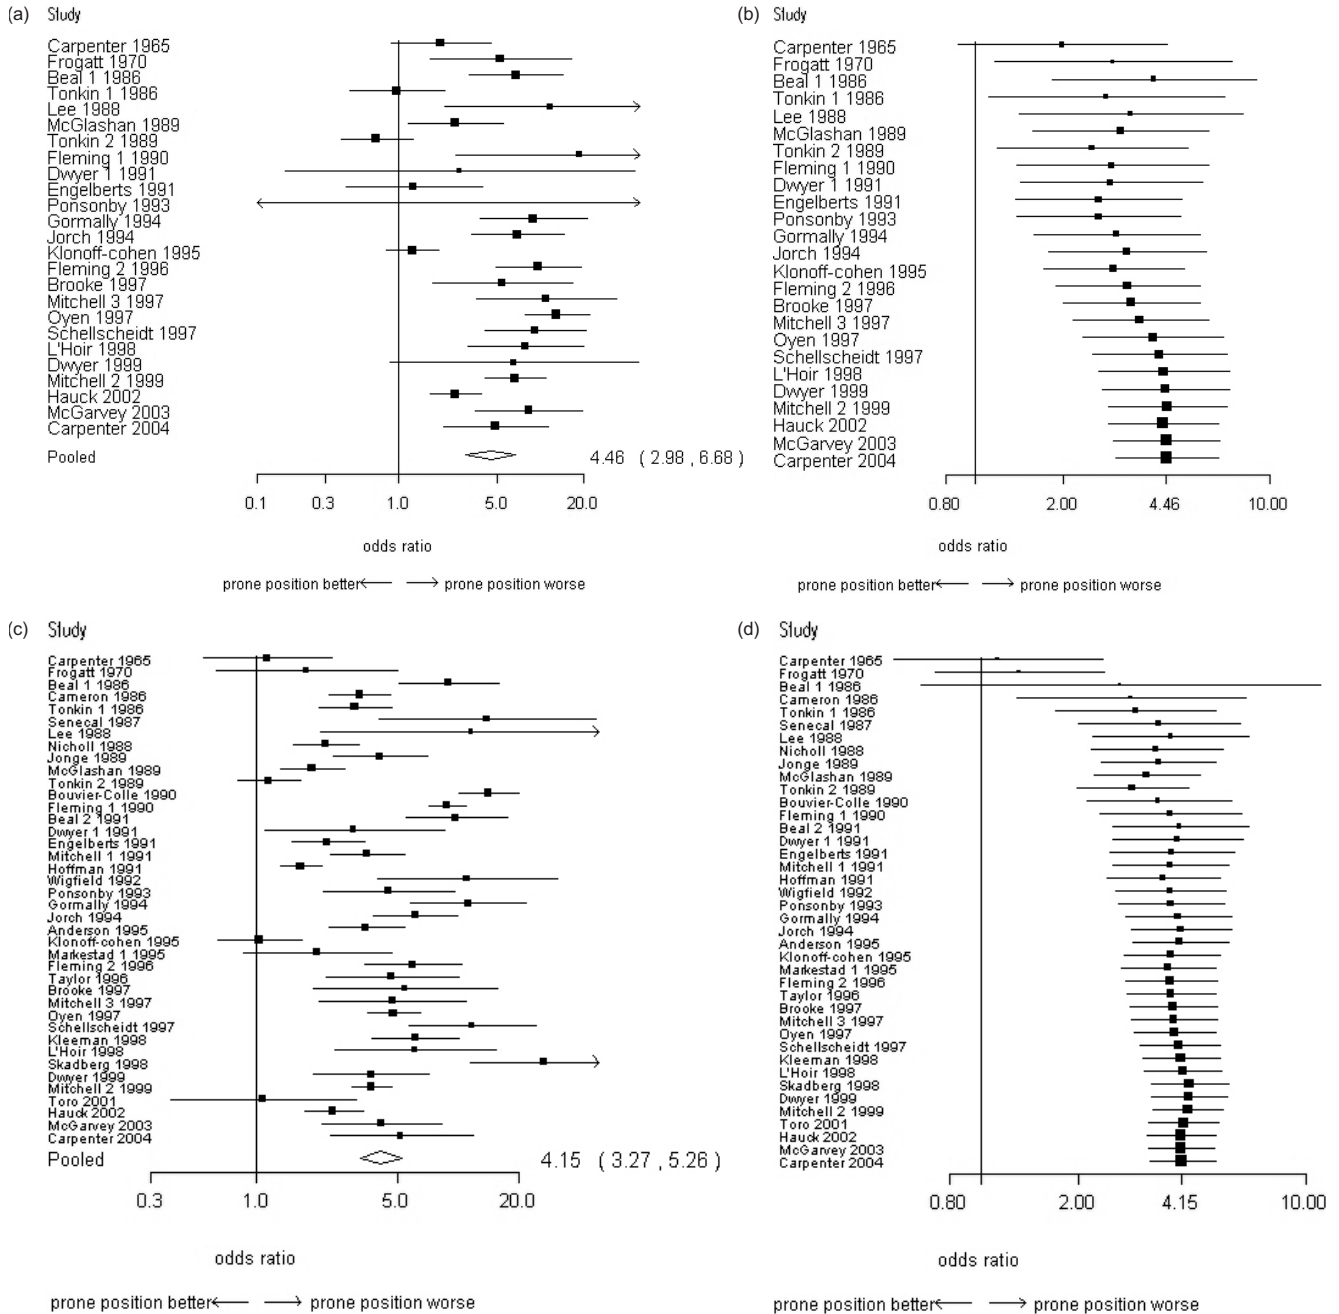 (a) Study
Carpenter 1965
Frogatt 1970
Beal 1 1986
Tonkin 1 1986
Lee 1988
McGlashan 1989
Tonkin 2 1989
Fleming 1 1990
Dwyer 1 1991
Engelberts 1991
Ponsonby 1993
Gormally 1994
Jorch 1994
Klonoff-cohen 1995
Fleming 2 1996
Brooke 1997
Mitchell 3 1997
Oyen 1997
Schellscheidt 1997
L'Hoir 1998
Dwyer 1999
Mitchell 2 1999
Hauck 2002
McGarvey 2003
Carpenter 2004
Pooled 4.46 (2.98 , 6.68)
0.1 0.3 1.0 5.0 20.0
odds ratio
prone position better prone position worse
(b) Study
Carpenter 1965
Frogatt 1970
Beal 1 1986
Tonkin 1 1986
Lee 1988
McGlashan 1989
Tonkin 2 1989
Fleming 1 1990
Dwyer 1 1991
Engelberts 1991
Ponsonby 1993
Gormally 1994
Jorch 1994
Klonoff-cohen 1995
Fleming 2 1996
Brooke 1997
Mitchell 3 1997
Oyen 1997
Schellscheidt 1997
L'Hoir 1998
Dwyer 1999
Mitchell 2 1999
Hauck 2002
McGarvey 2003
Carpenter 2004
0.80 2.00 4.46 10.00
odds ratio
prone position better prone position worse
(c) Study
Carpenter 1965
Frogatt 1970
Beal 1 1986
Cameron 1986
Tonkin 1 1986
Senecal 1987
Lee 1988
Nicholl 1988
Jonge 1989
McGlashan 1989
Tonkin 2 1989
Bouvier-Colle 1990
Fleming 1 1990
Beal 2 1991
Dwyer 1 1991
Engelberts 1991
Mitchell 1 1991
Hoffman 1991
Wigfield 1992
Ponsonby 1993
Gormally 1994
Jorch 1994
Anderson 1995
Klonoff-cohen 1995
Markestad 1 1995
Fleming 2 1996
Taylor 1996
Brooke 1997
Mitchell 3 1997
Oyen 1997
Schellscheidt 1997
Kleeman 1998
L'Hoir 1998
Skadberg 1998
Dwyer 1999
Mitchell 2 1999
Toro 2001
Hauck 2002
McGarvey 2003
Carpenter 2004
Pooled 4.15 (3.27 , 5.26)
0.3 1.0 5.0 20.0
odds ratio
prone position better prone position worse
(d) Study
Carpenter 1965
Frogatt 1970
Beal 1 1986
Cameron 1986
Tonkin 1 1986
Senecal 1987
Lee 1988
Nicholl 1988
Jonge 1989
McGlashan 1989
Tonkin 2 1989
Bouvier-Colle 1990
Fleming 1 1990
Beal 2 1991
Dwyer 1 1991
Engelberts 1991
Mitchell 1 1991
Hoffman 1991
Wigfield 1992
Ponsonby 1993
Gormally 1994
Jorch 1994
Anderson 1995
Klonoff-cohen 1995
Markestad 1 1995
Fleming 2 1996
Taylor 1996
Brooke 1997
Mitchell 3 1997
Oyen 1997
Schellscheidt 1997
Kleeman 1998
L'Hoir 1998
Skadberg 1998
Dwyer 1999
Mitchell 2 1999
Toro 2001
Hauck 2002
McGarvey 2003
Carpenter 2004
0.80 2.00 4.15 10.00
odds ratio
prone position better prone position worse